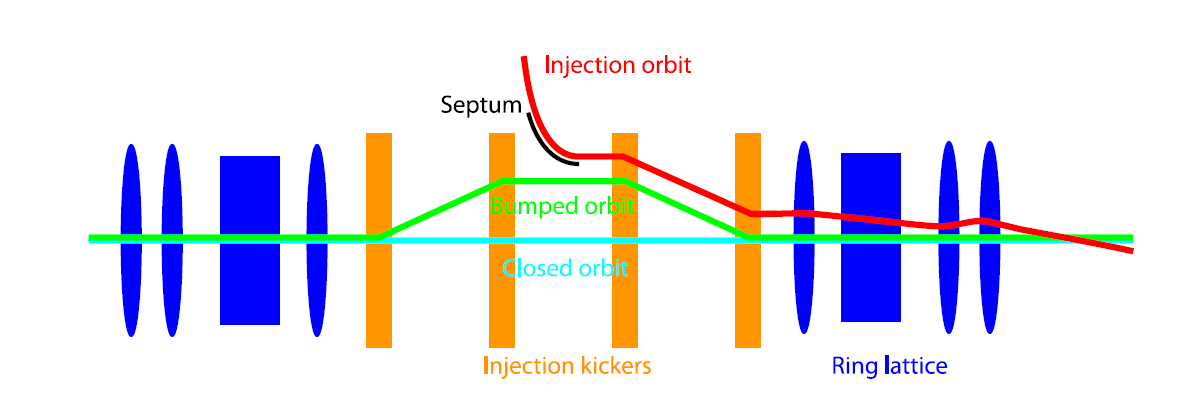 Injection orbit
Septum
Bumped orbit
Closed orbit
Injection kickers
Ring lattice